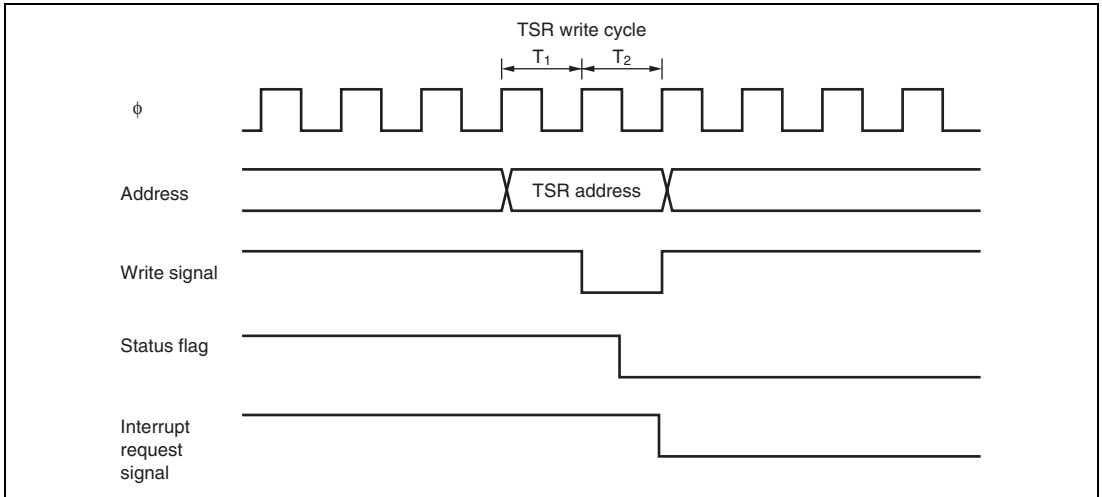 TSR write cycle
T1 T2
φ
Address
TSR address
Write signal
Status flag
Interrupt
request
signal